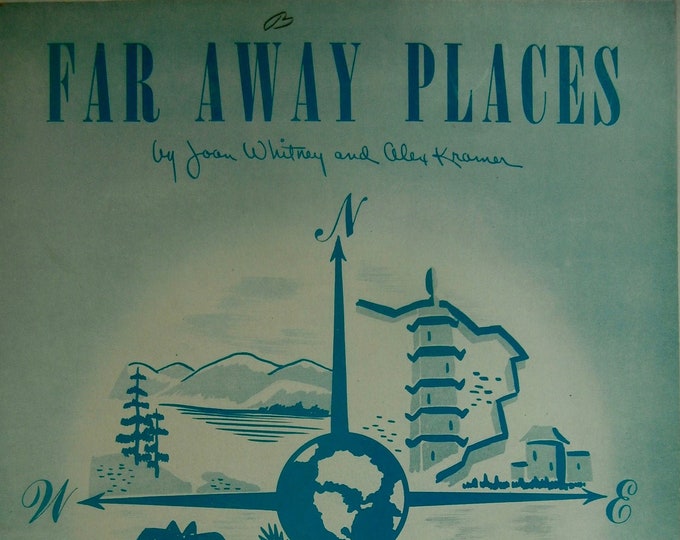 FAR AWAY PLACES
by Joan Whitney and Alex Kramer
N
W E